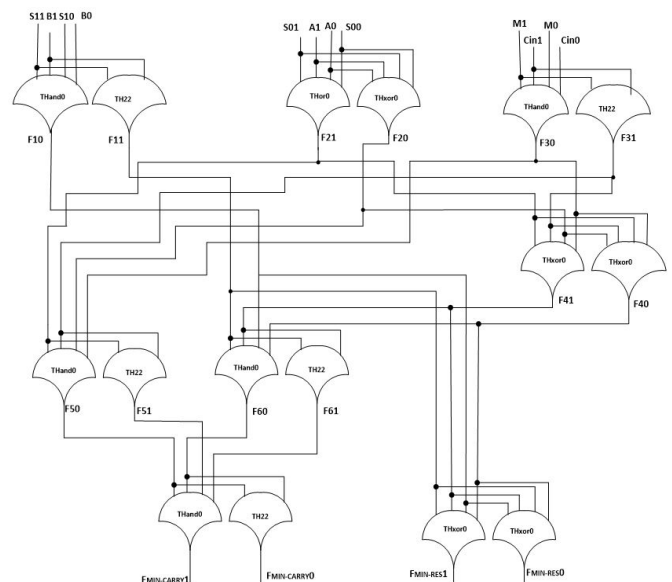 S11 B1 S10 B0
S01 A1 A0 S00
M1 M0
Cin1 Cin0
THand0 TH22
THor0 THxor0
THand0 TH22
F10 F11 F21 F20 F30 F31
THxor0 THxor0
F41 F40
THand0 TH22
THand0 TH22
F50 F51 F60 F61
THand0 TH22
THxor0 THxor0
FMIN-CARRY1 FMIN-CARRY0 FMIN-RES1 FMIN-RES0